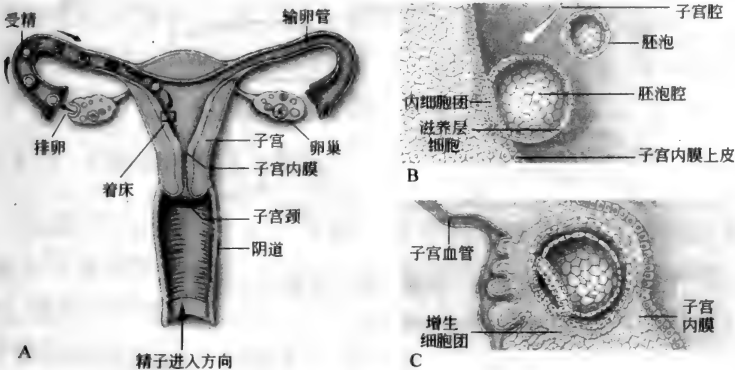 受精
输卵管
排卵
着床
子宫
卵巢
子宫内膜
子宫颈
阴道
A
精子进入方向
子宫腔
胚泡
内细胞团
胚泡腔
滋养层
细胞
子宫内膜上皮
B
子宫血管
增生
细胞团
子宫
内膜
C